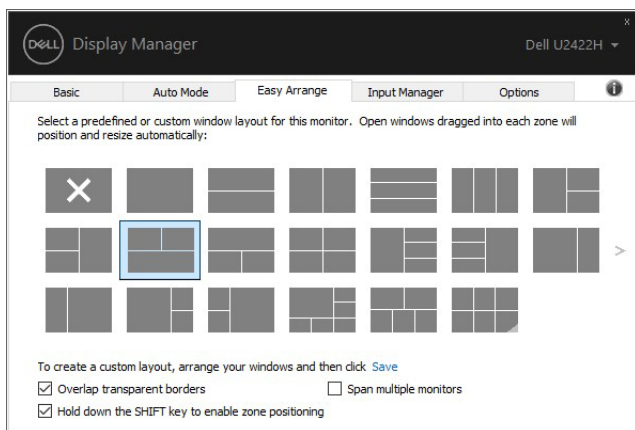 x
DELL Display Manager Dell U2422H
Basic Auto Mode Easy Arrange Input Manager Options i
Select a predefined or custom window layout for this monitor. Open windows dragged into each zone will
position and resize automatically:
>
To create a custom layout, arrange your windows and then click Save
Overlap transparent borders Span multiple monitors
Hold down the SHIFT key to enable zone positioning